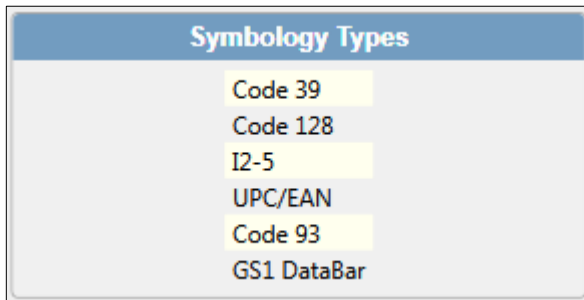 Symbology Types
Code 39
Code 128
I2-5
UPC/EAN
Code 93
GS1 DataBar